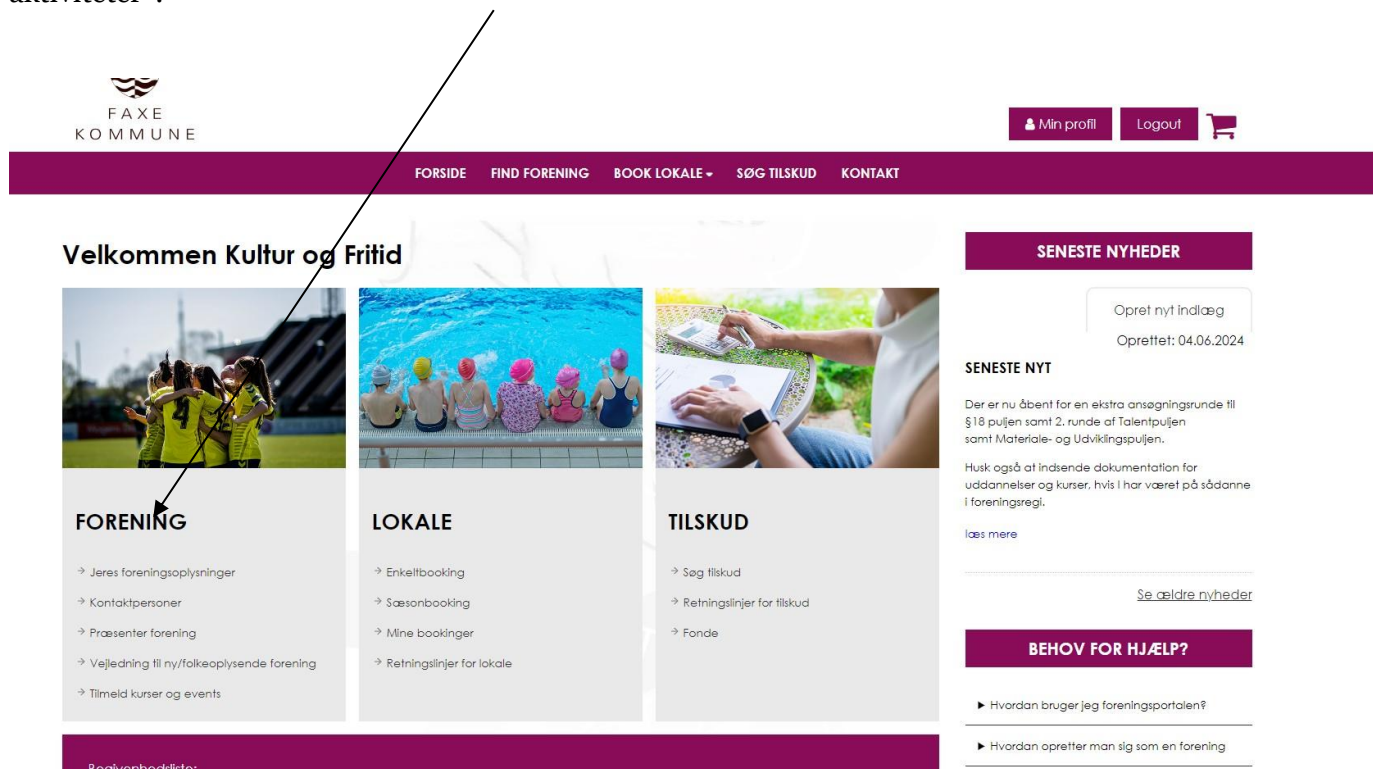 aktiviteter".
FAXE
KOMMUNE
Min profil
Logout
FORSIDE FIND FORENING BOOK LOKALE SØG TILSKUD KONTAKT
Velkommen Kultur og Fritid
FORENING
Jeres foreningsoplysninger
Kontaktpersoner
Præsenter forening
Vejledning til ny/folkeoplysende forening
Tilmeld kurser og events
LOKALE
Enkeltbooking
Sæsonbooking
Mine bookinger
Retningslinjer for lokale
TILSKUD
Søg tilskud
Retningslinjer for tilskud
Fonde
SENESTE NYHEDER
Opret nyt indlæg
Oprettet: 04.06.2024
SENESTE NYT
Der er nu åbent for en ekstra ansøgningsrunde til
§18 puljen samt 2. runde af Talentpuljen
samt Materiale- og Udviklingspuljen.
Husk også at indsende dokumentation for
uddannelser og kurser, hvis I har været på sådanne
i foreningsregi.
læs mere
Se ældre nyheder
BEHOV FOR HJÆLP?
Hvordan bruger jeg foreningsportalen?
Hvordan opretter man sig som en forening
Begivenhedsliste: